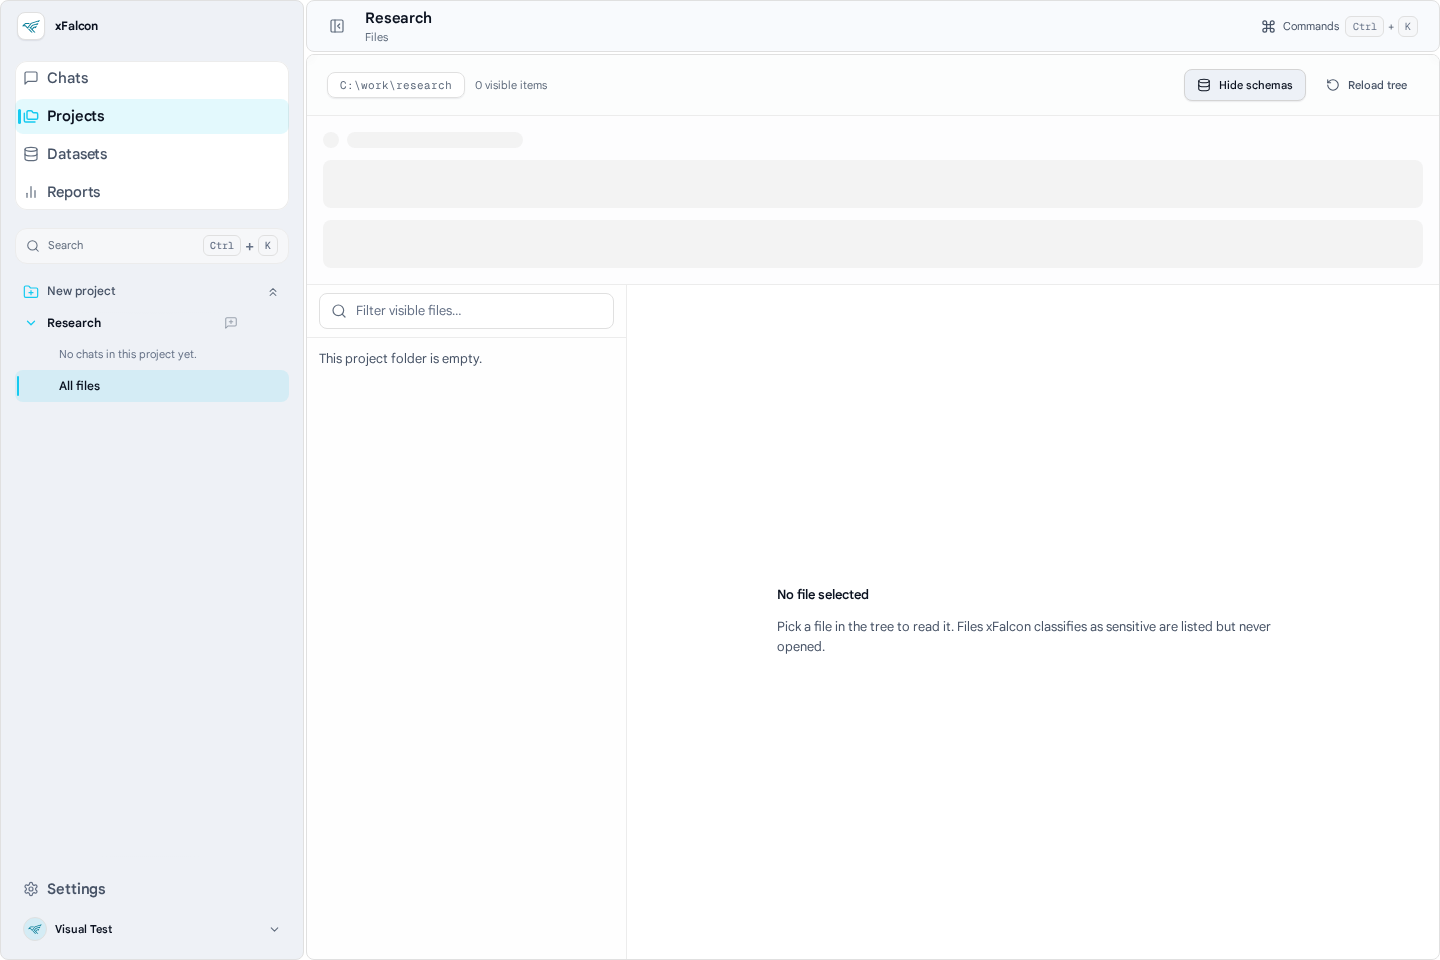 xFalcon
Chats
Projects
Datasets
Reports
Search Ctrl + K
New project
Research
No chats in this project yet.
All files
Settings
Visual Test
Research
Files
Commands Ctrl + K
C:\work\research 0 visible items
Hide schemas Reload tree
Filter visible files...
This project folder is empty.
No file selected
Pick a file in the tree to read it. Files xFalcon classifies as sensitive are listed but never
opened.